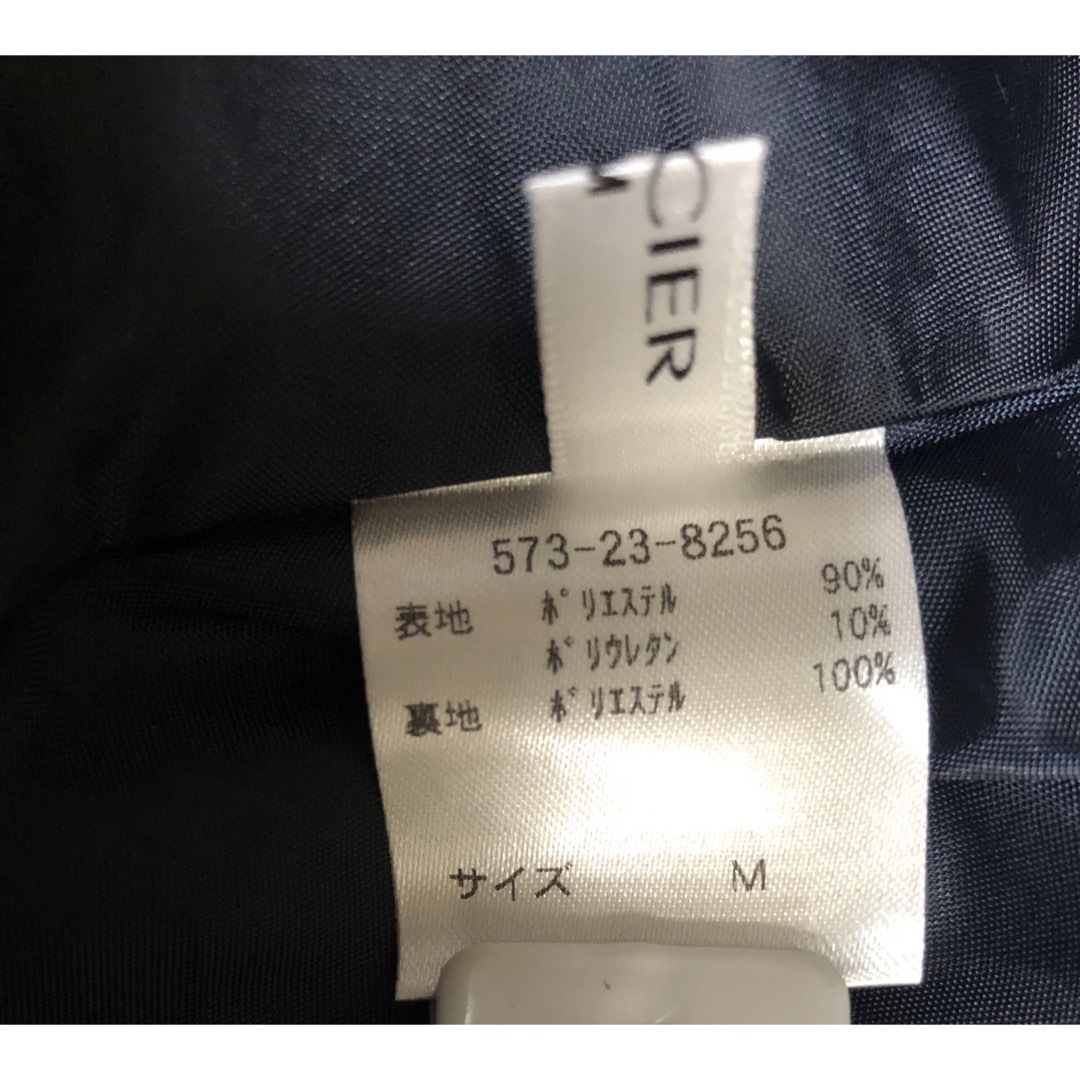 CIER
M
573-23-8256
表地 ﾎﾟﾘｴｽﾃﾙ 90%
ﾎﾟﾘｳﾚﾀﾝ 10%
裏地 ﾎﾟﾘｴｽﾃﾙ 100%
サイズ M